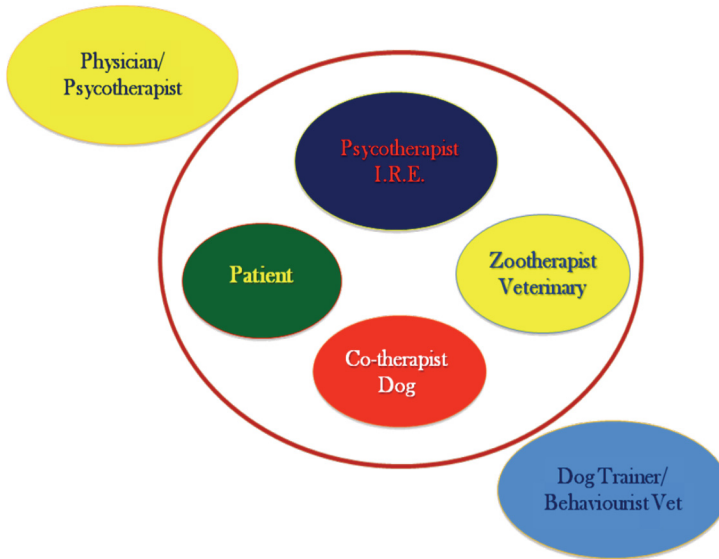 Physician/
Psycotherapist
Psycotherapist
I.R.E.
Patient
Zootherapist
Veterinary
Co-therapist
Dog
Dog Trainer/
Behaviourist Vet